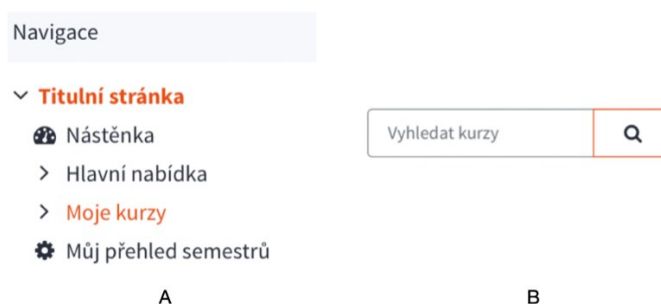 Navigace
Titulní stránka
Nástěnka
Hlavní nabídka
Moje kurzy
Můj přehled semestrů
A
Vyhledat kurzy
B